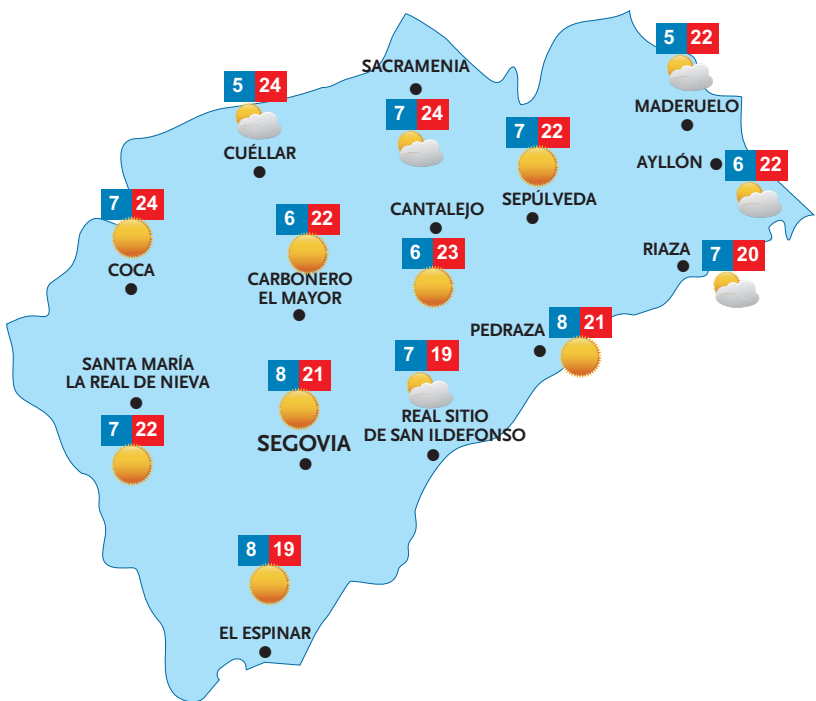 5 22
MADERUELO
SACRAMENIA
7 24
5 24
CUÉLLAR
7 22
SEPÚLVEDA
AYLLÓN
6 22
7 24
COCA
6 22
CARBONERO
EL MAYOR
CANTALEJO
6 23
RIAZA
7 20
PEDRAZA
8 21
SANTA MARÍA
LA REAL DE NIEVA
7 22
8 21
SEGOVIA
7 19
REAL SITIO
DE SAN ILDEFONSO
8 19
EL ESPINAR